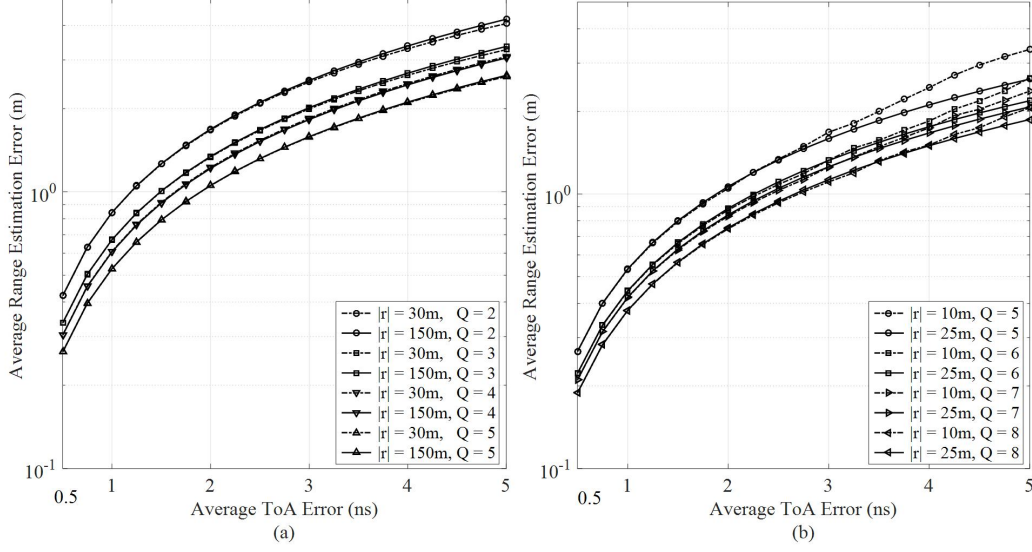 Average Range Estimation Error (m)
10^0
10^-1
0.5
1
2
3
4
5
Average ToA Error (ns)
(a)
|r| = 30m, Q = 2
|r| = 150m, Q = 2
|r| = 30m, Q = 3
|r| = 150m, Q = 3
|r| = 30m, Q = 4
|r| = 150m, Q = 4
|r| = 30m, Q = 5
|r| = 150m, Q = 5
Average Range Estimation Error (m)
10^0
10^-1
0.5
1
2
3
4
5
Average ToA Error (ns)
(b)
|r| = 10m, Q = 5
|r| = 25m, Q = 5
|r| = 10m, Q = 6
|r| = 25m, Q = 6
|r| = 10m, Q = 7
|r| = 25m, Q = 7
|r| = 10m, Q = 8
|r| = 25m, Q = 8